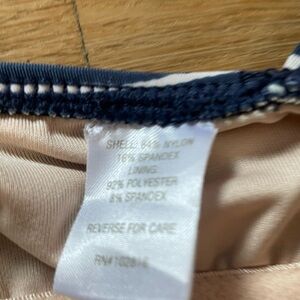 SHELL: 84% NYLON
16% SPANDEX
LINING:
92% POLYESTER
8% SPANDEX
REVERSE FOR CARE